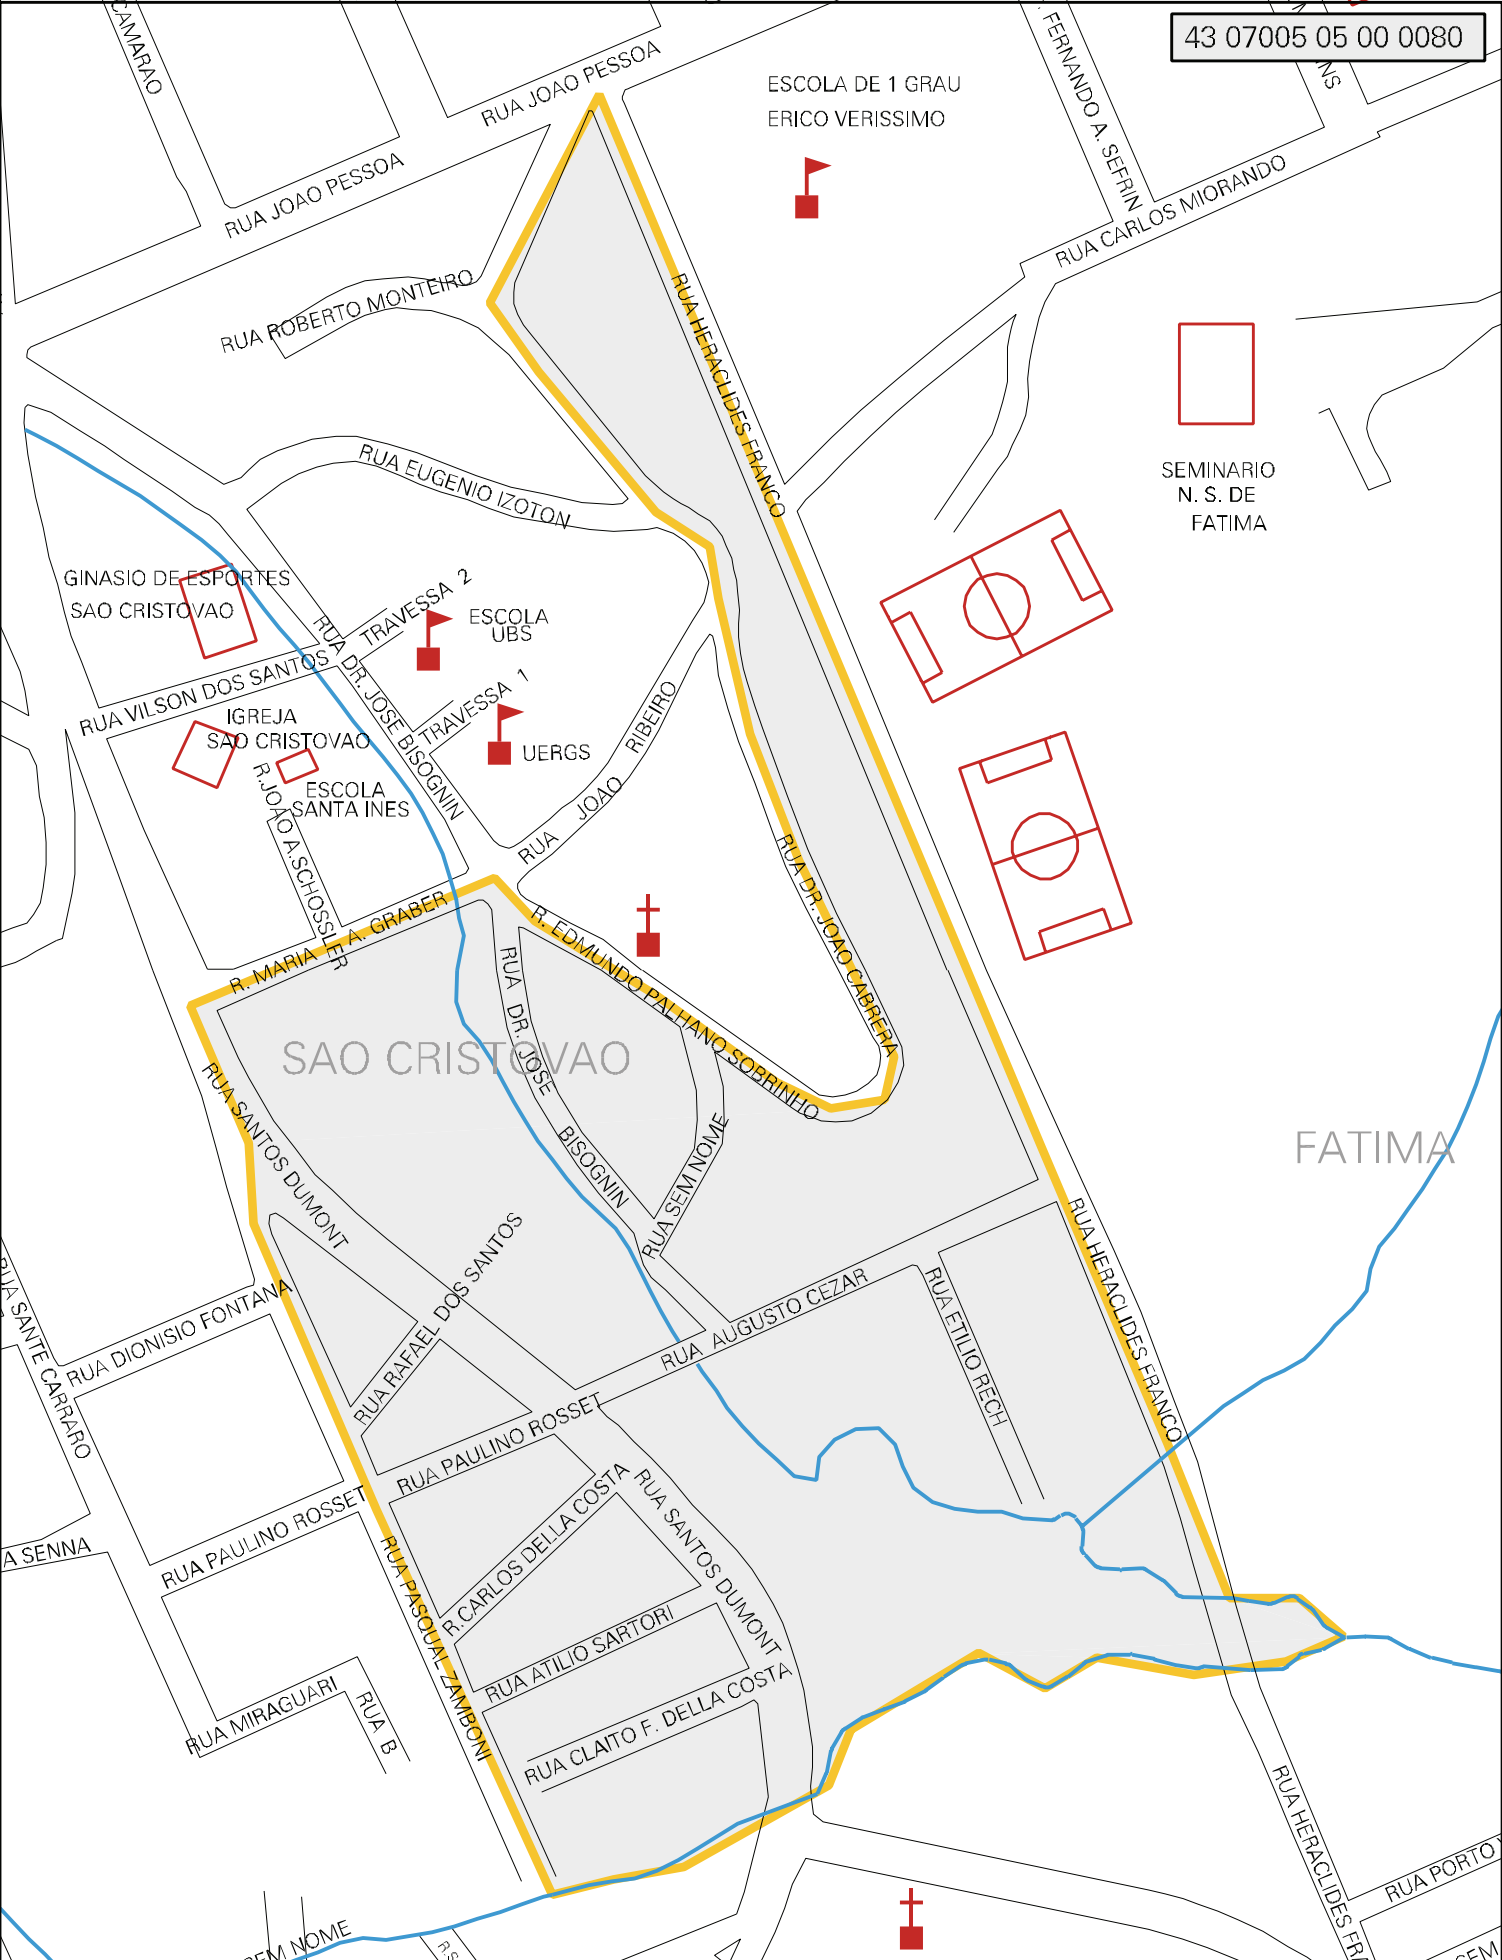 43 07005 05 00 0080
CAMARAO
RUA JOAO PESSOA
ESCOLA DE 1 GRAU
ERICO VERISSIMO
FERNANDO A. SEFRIN
RUA JOAO PESSOA
RUA CARLOS MIORANDO
RUA ROBERTO MONTEIRO
RUA HERACLIDES FRANCO
RUA EUGENIO IZOTON
SEMINARIO
N. S. DE
FATIMA
GINASIO DE ESPORTES
SAO CRISTOVAO
TRAVESSA 2
ESCOLA
UBS
RUA VILSON DOS SANTOS
RUA DR. JOSE BISOGNIN
TRAVESSA 1
UERGS
RUA JOAO RIBEIRO
IGREJA
SAO CRISTOVAO
R.JOAO A.SCHOSSLER
ESCOLA
SANTA INES
RUA DR. JOAO CABRERA
R. MARIA A. GRABER
R. EDMUNDO PALHANO SOBRINHO
RUA DR. JOSE BISOGNIN
SAO CRISTOVAO
RUA SANTOS DUMONT
RUA SEM NOME
FATIMA
RUA RAFAEL DOS SANTOS
RUA HERACLIDES FRANCO
RUA SANTE CARRARO
RUA DIONISIO FONTANA
RUA AUGUSTO CEZAR
RUA ETILIO RECH
RUA PAULINO ROSSET
RUA PAULINO ROSSET
A SENNA
R.CARLOS DELLA COSTA
RUA SANTOS DUMONT
RUA PASQUAL ZAMBONI
RUA ATILIO SARTORI
RUA MIRAGUARI
RUA B
RUA CLAITO F. DELLA COSTA
RUA HERACLIDES FRA
RUA PORTO
SEM NOME
SEM